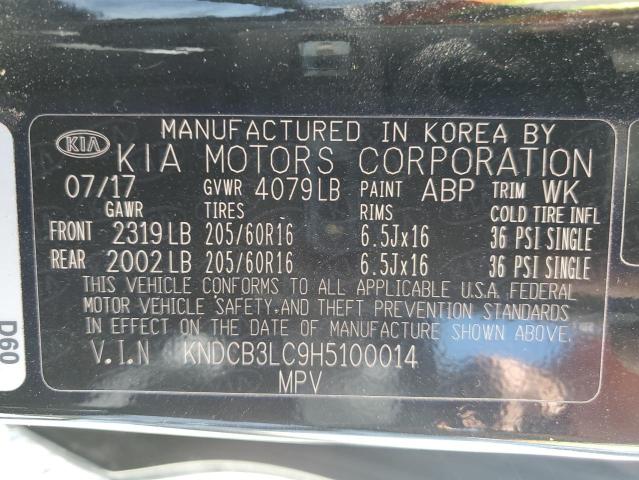 MANUFACTURED IN KOREA BY
KIA KIA MOTORS CORPORATION
07/17 GVWR 4079LB PAINT ABP TRIM WK
GAWR TIRES RIMS COLD TIRE INFL
FRONT 2319LB 205/60R16 6.5Jx16 36 PSI SINGLE
REAR 2002LB 205/60R16 6.5Jx16 36 PSI SINGLE
THIS VEHICLE CONFORMS TO ALL APPLICABLE U.S.A. FEDERAL
MOTOR VEHICLE SAFETY,AND THEFT PREVENTION STANDARDS
IN EFFECT ON THE DATE OF MANUFACTURE SHOWN ABOVE.
V.I.N KNDCB3LC9H5100014
MPV
D60